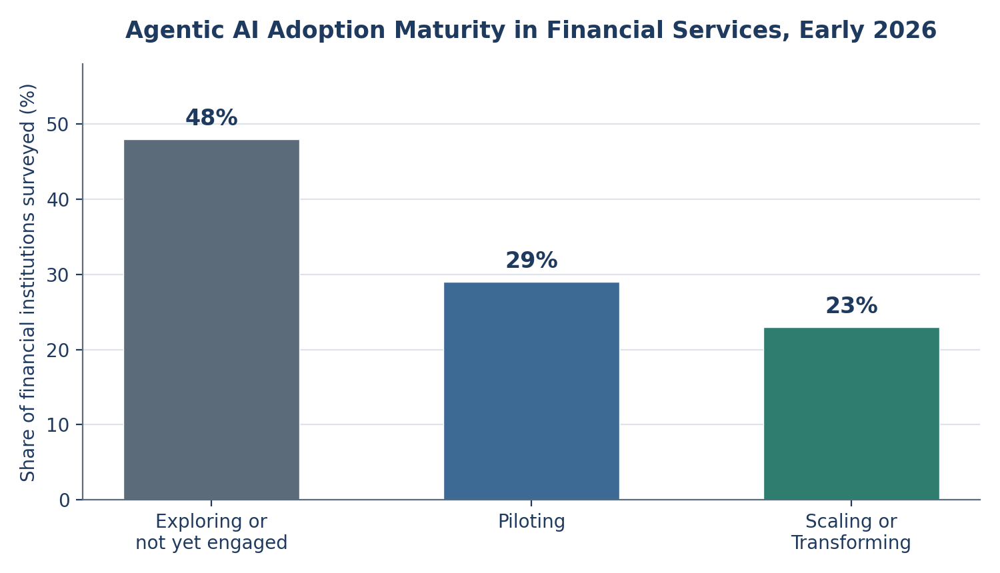 Agentic AI Adoption Maturity in Financial Services, Early 2026
Share of financial institutions surveyed (%)
50
40
30
20
10
0
48%
29%
23%
Exploring or
not yet engaged
Piloting
Scaling or
Transforming